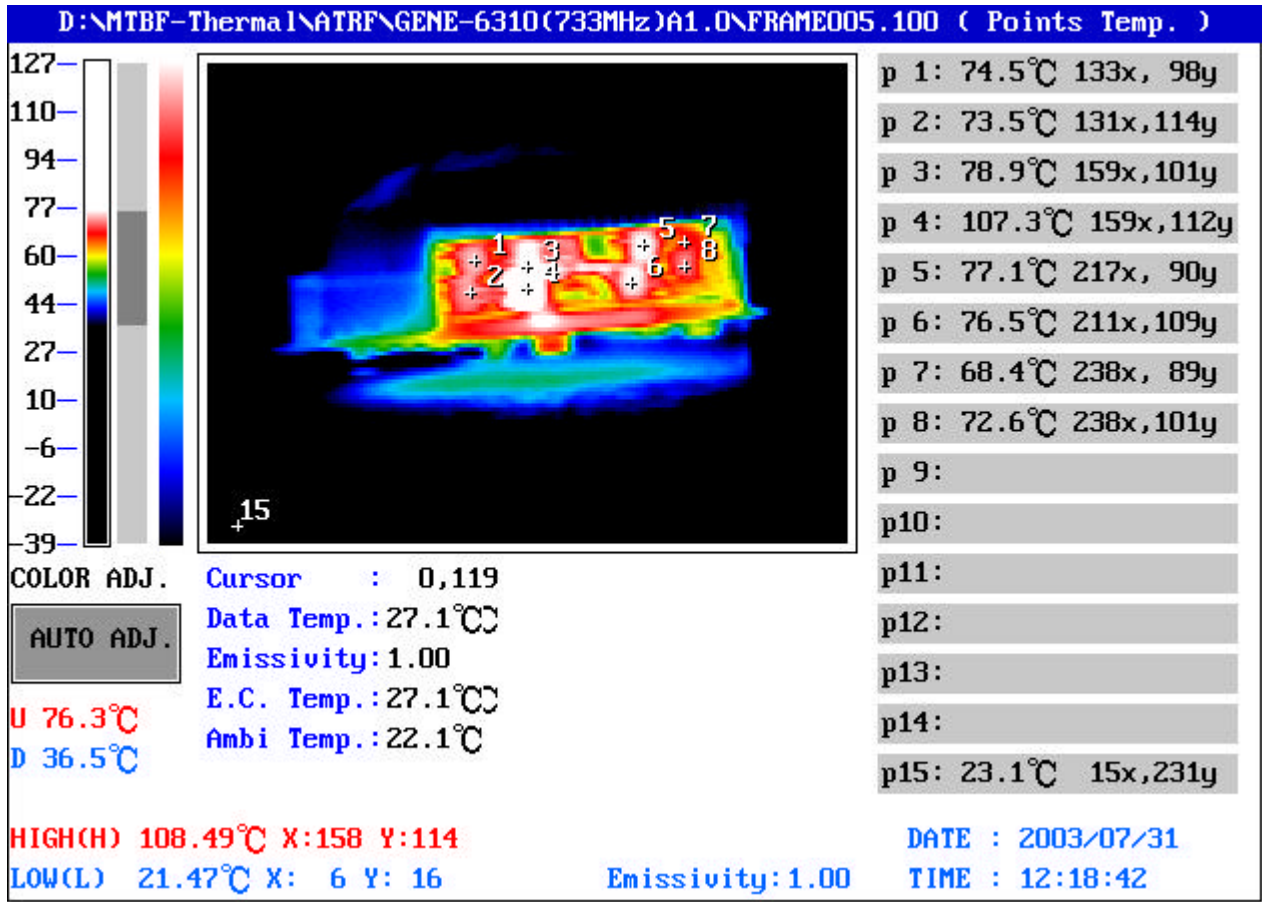 D:\MTBF-Thermal\ATRF\GENE-6310(733MHz)A1.0\FRAME005.100 ( Points Temp. )
127
110
94
77
60
44
27
10
-6
-22
-39
1
2
3
4
5
6
7
8
15
p 1: 74.5℃ 133x, 98y
p 2: 73.5℃ 131x,114y
p 3: 78.9℃ 159x,101y
p 4: 107.3℃ 159x,112y
p 5: 77.1℃ 217x, 90y
p 6: 76.5℃ 211x,109y
p 7: 68.4℃ 238x, 89y
p 8: 72.6℃ 238x,101y
p 9:
p10:
p11:
p12:
p13:
p14:
p15: 23.1℃ 15x,231y
COLOR ADJ.
AUTO ADJ.
U 76.3℃
D 36.5℃
Cursor : 0,119
Data Temp.:27.1℃
Emissivity:1.00
E.C. Temp.:27.1℃
Ambi Temp.:22.1℃
HIGH(H) 108.49℃ X:158 Y:114
LOW(L) 21.47℃ X: 6 Y: 16
Emissivity:1.00
DATE : 2003/07/31
TIME : 12:18:42